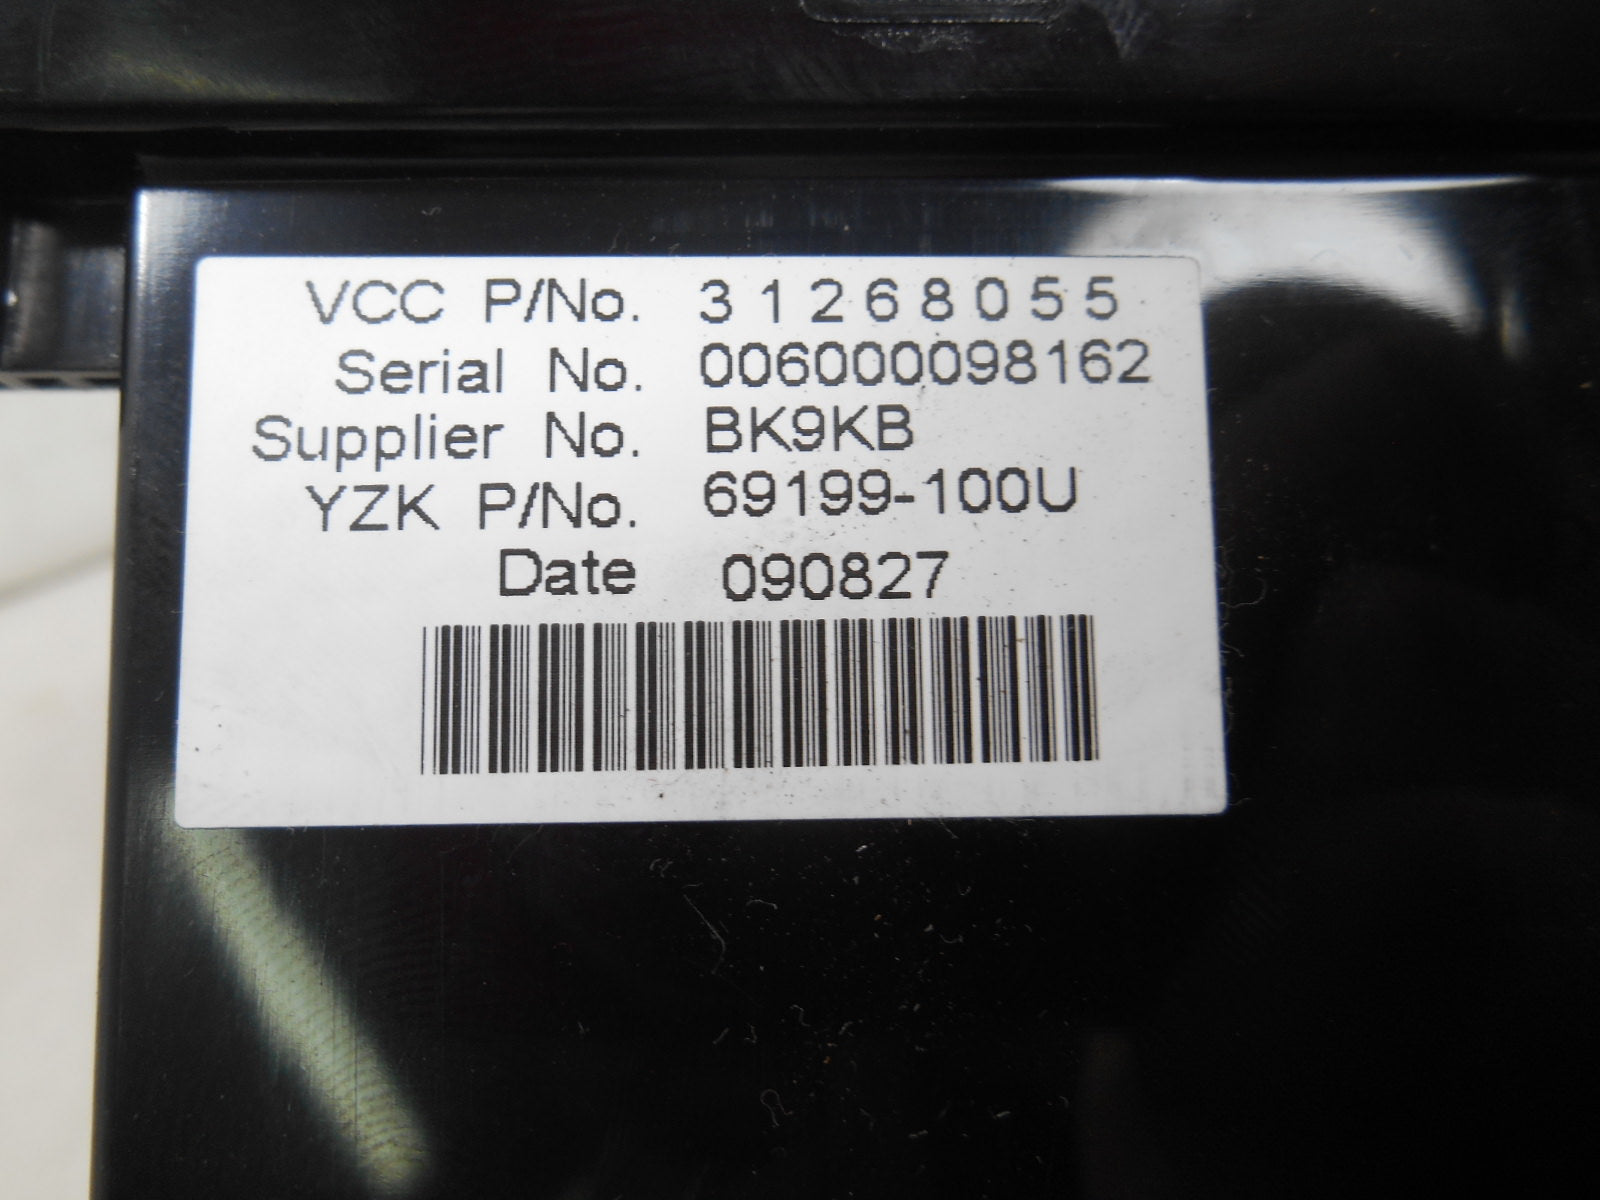 VCC P/No. 31268055
Serial No. 006000098162
Supplier No. BK9KB
YZK P/No. 69199-100U
Date 090827